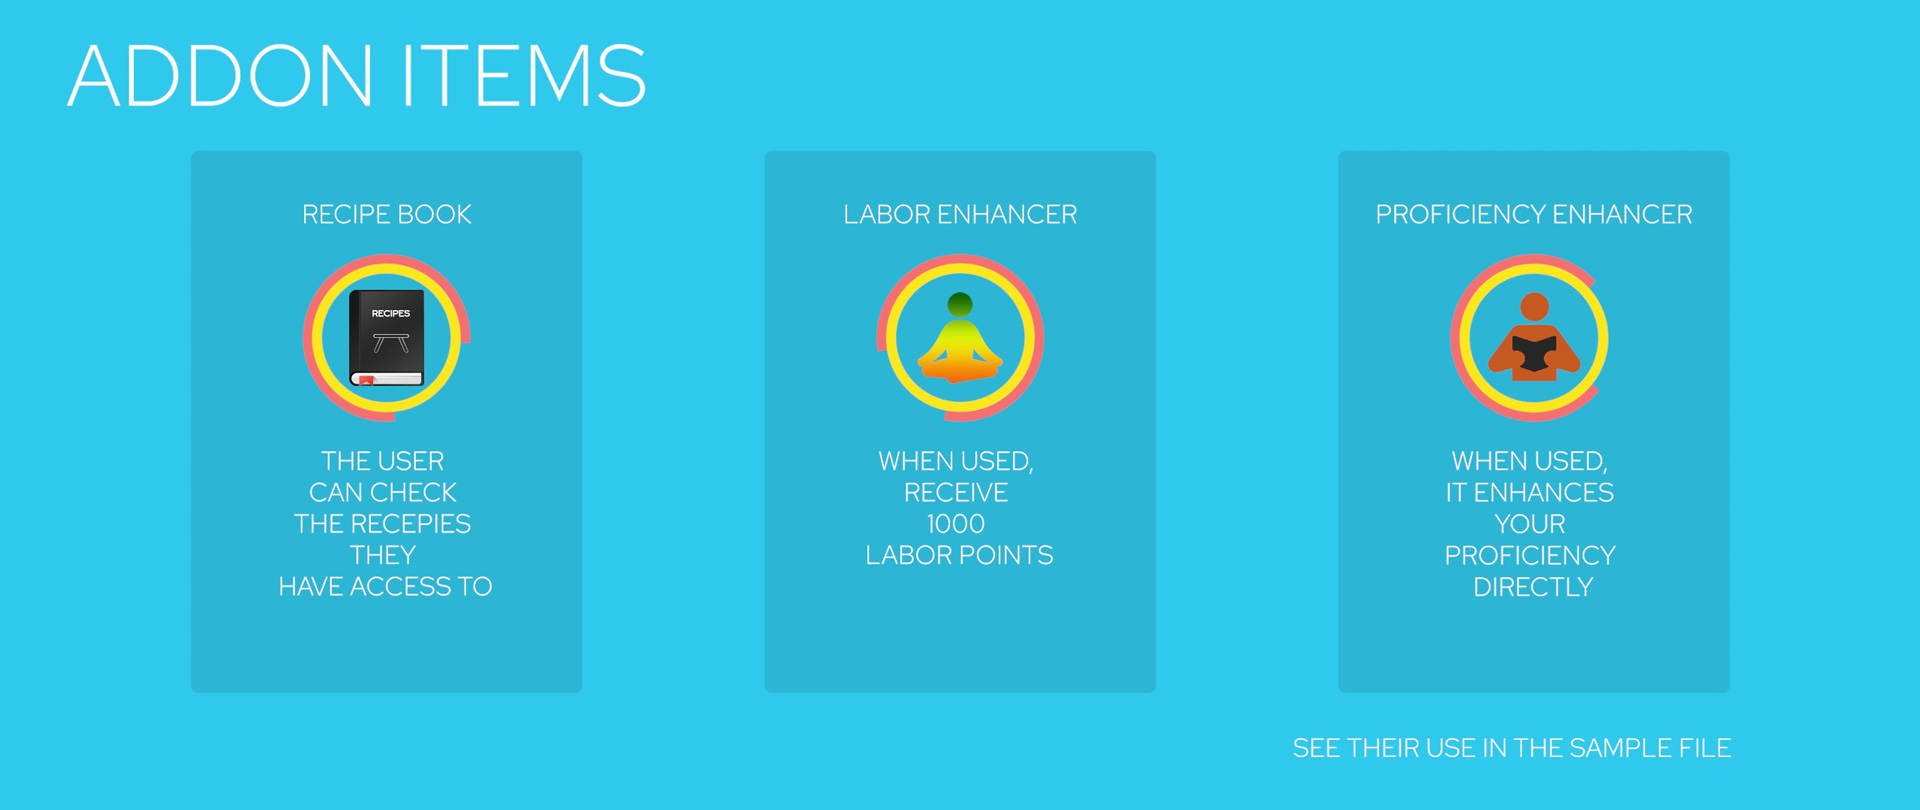 ADDON ITEMS
RECIPE BOOK
RECIPES
THE USER
CAN CHECK
THE RECEPIES
THEY
HAVE ACCESS TO
LABOR ENHANCER
WHEN USED,
RECEIVE
1000
LABOR POINTS
PROFICIENCY ENHANCER
WHEN USED,
IT ENHANCES
YOUR
PROFICIENCY
DIRECTLY
SEE THEIR USE IN THE SAMPLE FILE